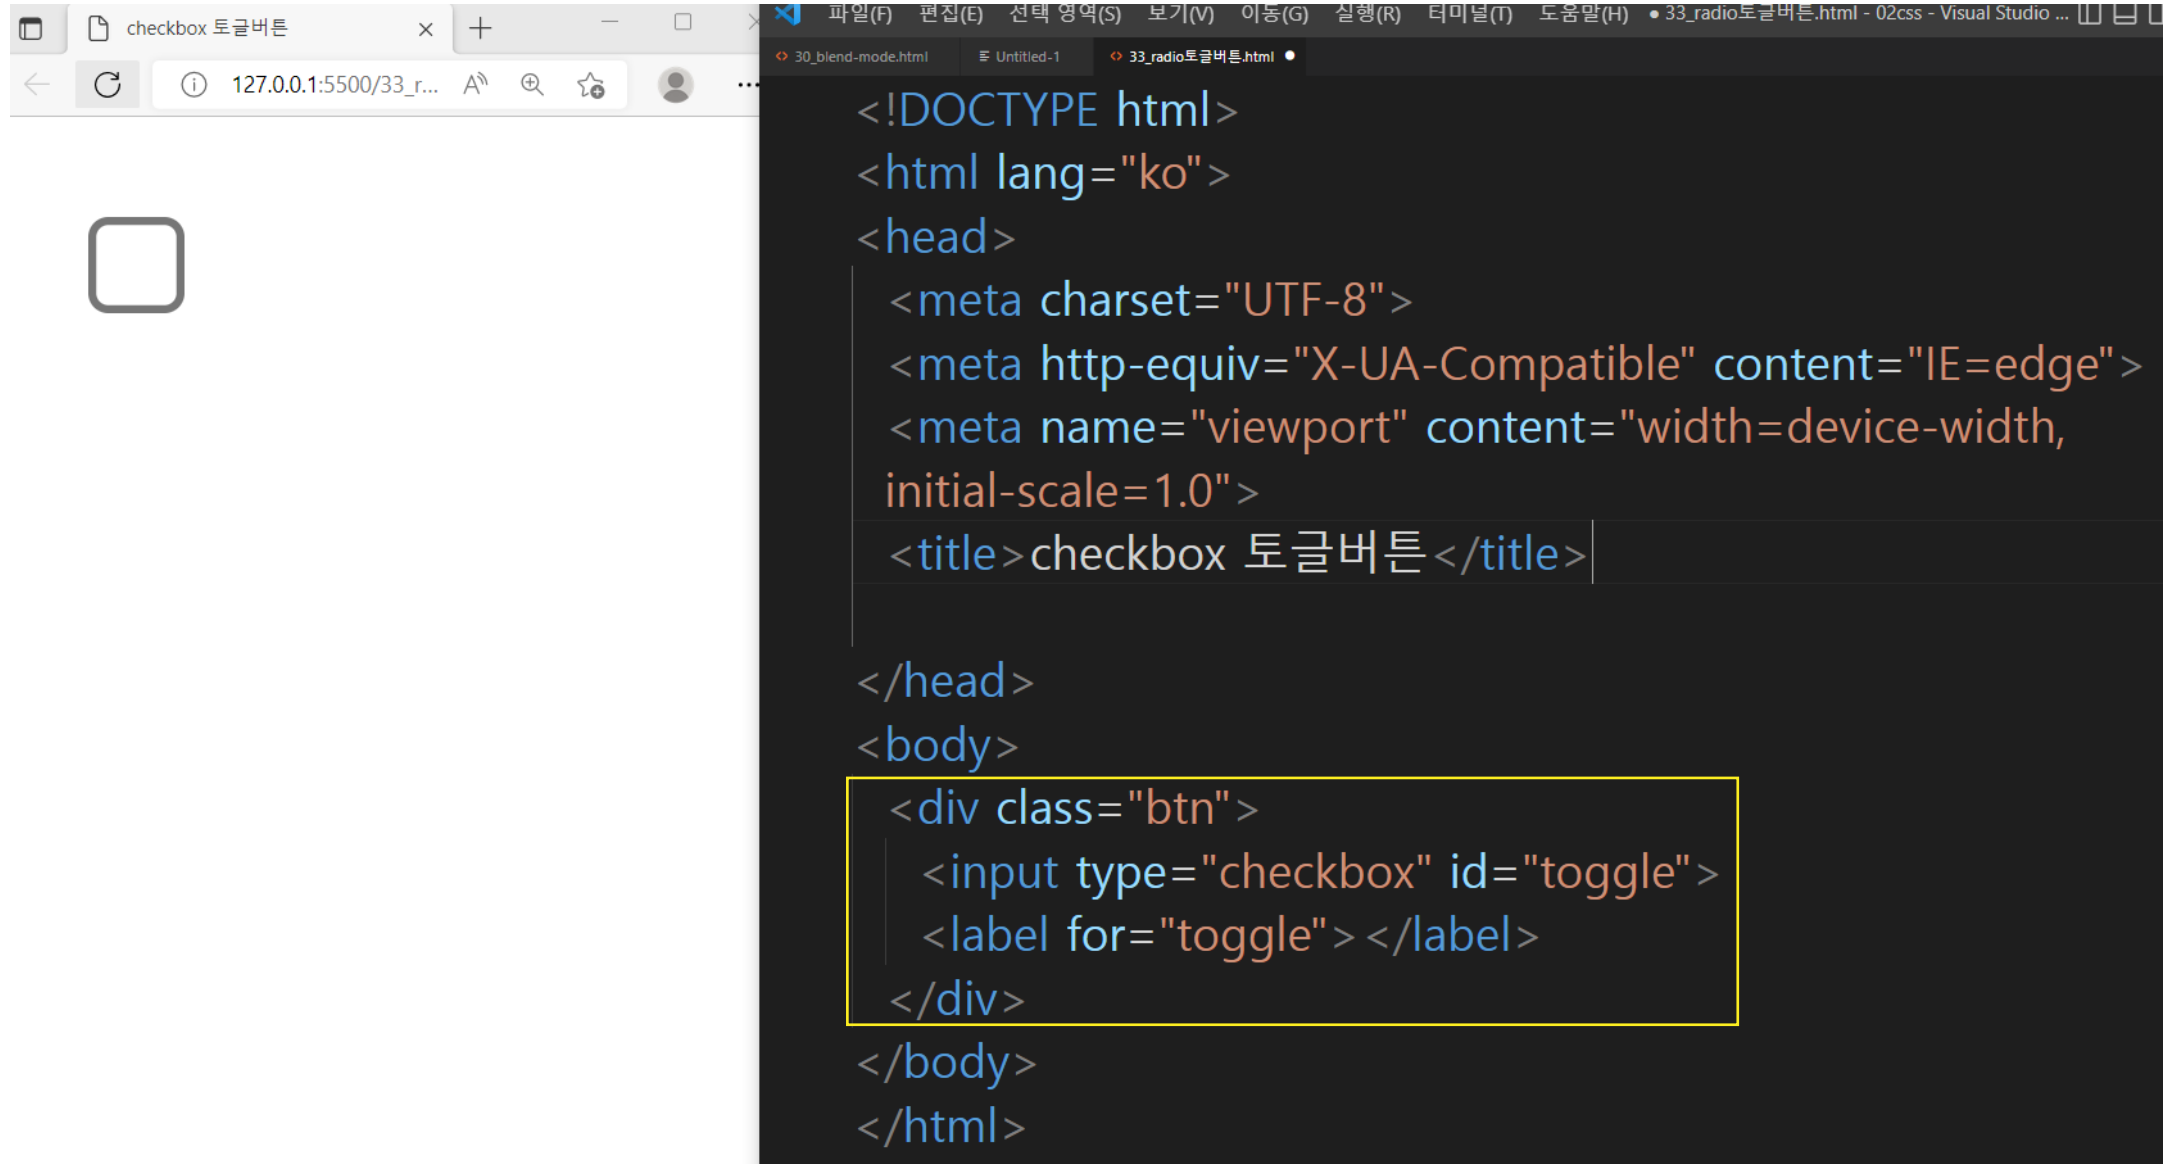 checkbox 토글버튼
127.0.0.1:5500/33_r...
파일(F) 편집(E) 선택 영역(S) 보기(V) 이동(G) 실행(R) 터미널(T) 도움말(H) ● 33_radio토글버튼.html - 02css - Visual Studio ...
30_blend-mode.html Untitled-1 33_radio토글버튼.html ●
<!DOCTYPE html>
<html lang="ko">
<head>
<meta charset="UTF-8">
<meta http-equiv="X-UA-Compatible" content="IE=edge">
<meta name="viewport" content="width=device-width,
initial-scale=1.0">
<title>checkbox 토글버튼</title>
</head>
<body>
<div class="btn">
<input type="checkbox" id="toggle">
<label for="toggle"></label>
</div>
</body>
</html>